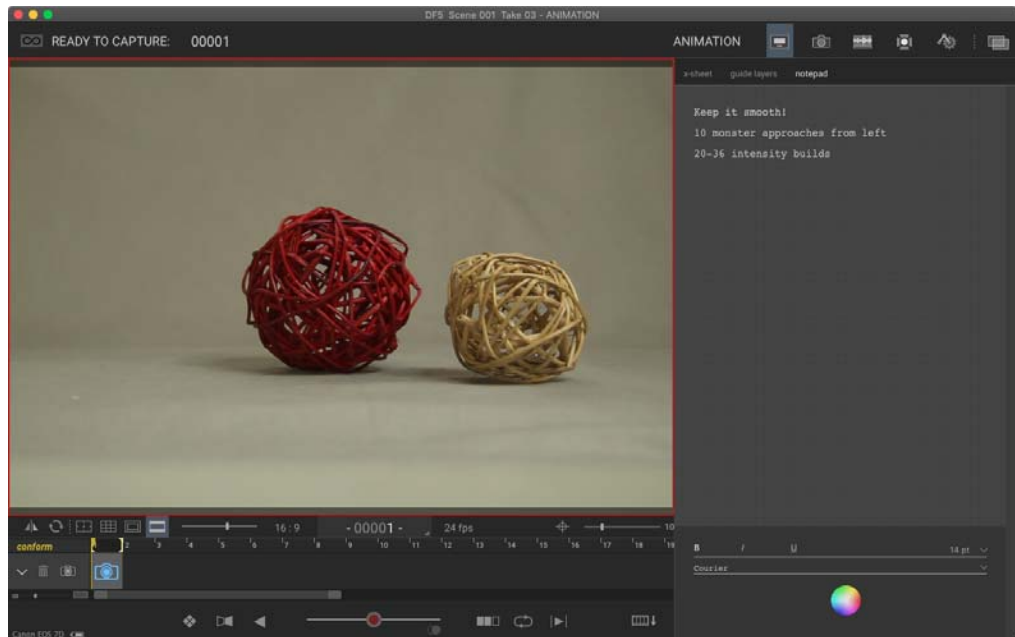 DF5 Scene 001 Take 03 - ANIMATION
READY TO CAPTURE: 00001
ANIMATION
x-sheet guide layers notepad
Keep it smooth!
10 monster approaches from left
20-36 intensity builds
16:9 - 00001 - 24 fps 10
conform 2 3 4 5 6 7 8 9 10 11 12 13 14 15 16 17 18 19
B I U 14 pt
Courier
Canon EOS 7D